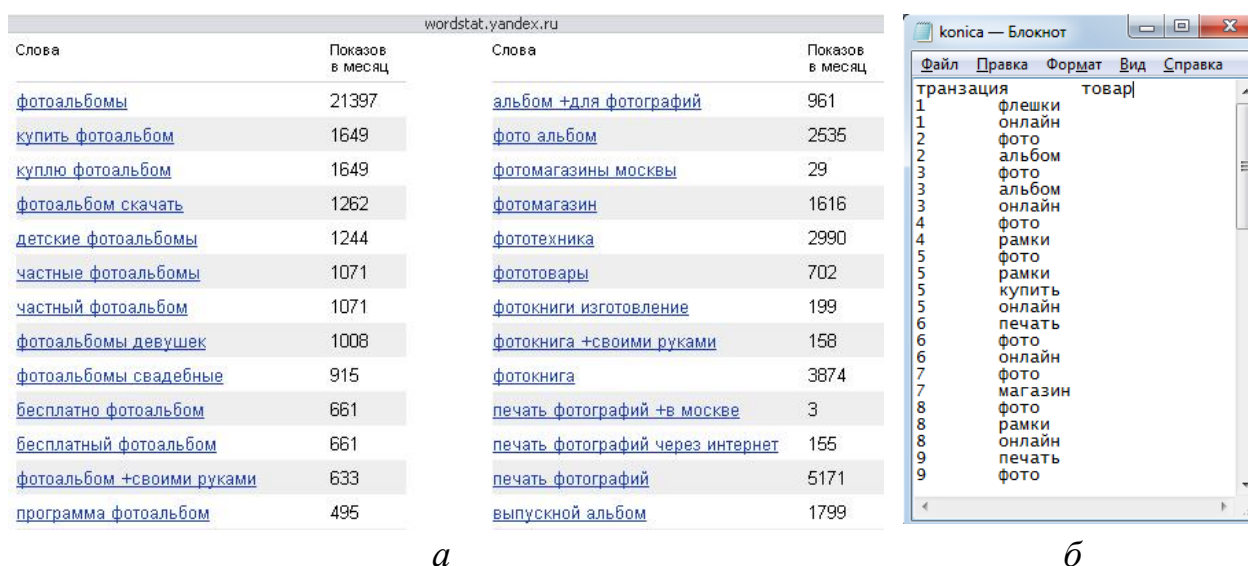 wordstat.yandex.ru
Слова Показов в месяц Слова Показов в месяц
фотоальбомы 21397 альбом +для фотографий 961
купить фотоальбом 1649 фото альбом 2535
куплю фотоальбом 1649 фотомагазины москвы 29
фотоальбом скачать 1262 фотомагазин 1616
детские фотоальбомы 1244 фототехника 2990
частные фотоальбомы 1071 фототовары 702
частный фотоальбом 1071 фотокниги изготовление 199
фотоальбомы девушек 1008 фотокнига +своими руками 158
фотоальбомы свадебные 915 фотокнига 3874
бесплатно фотоальбом 661 печать фотографий +в москве 3
бесплатный фотоальбом 661 печать фотографий через интернет 155
фотоальбом +своими руками 633 печать фотографий 5171
программа фотоальбом 495 выпускной альбом 1799
а
konica — Блокнот
Файл Правка Формат Вид Справка
транзация товар
1 флешки
1 онлайн
2 фото
2 альбом
3 фото
3 альбом
3 онлайн
4 фото
4 рамки
5 фото
5 рамки
5 купить
5 онлайн
6 печать
6 фото
6 онлайн
7 фото
7 магазин
8 фото
8 рамки
8 онлайн
9 печать
9 фото
б